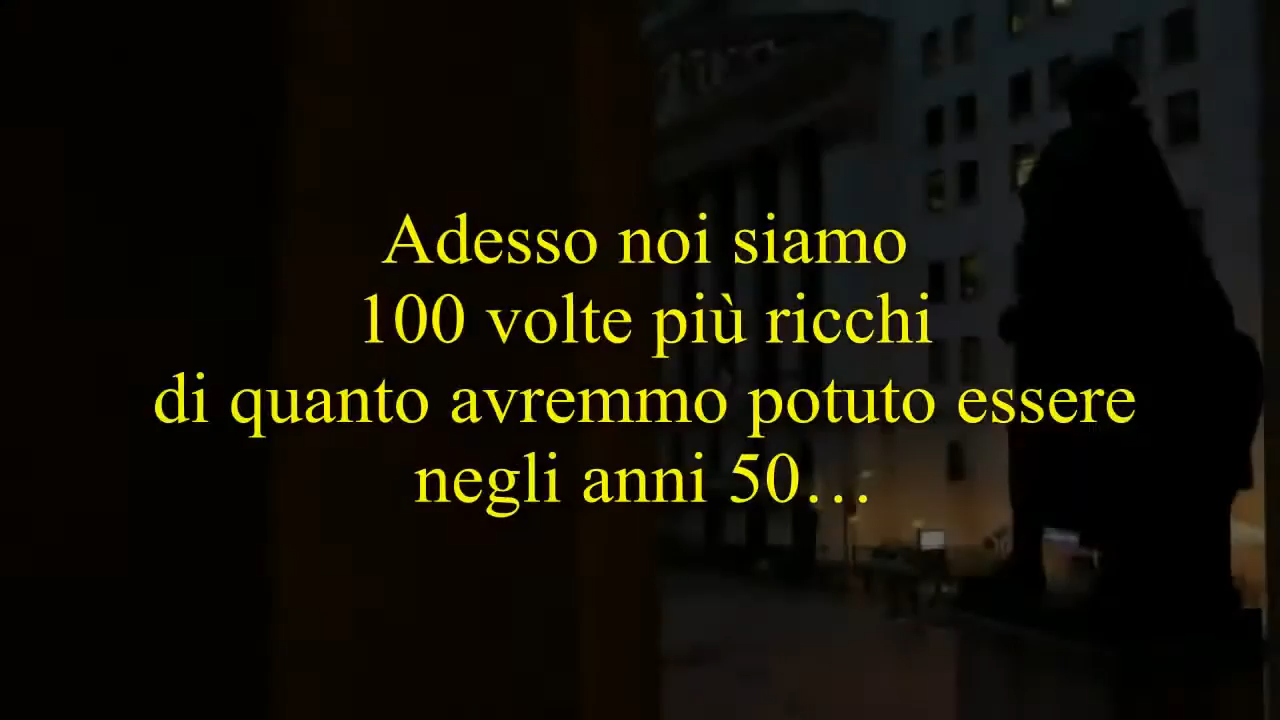 Adesso noi siamo
100 volte più ricchi
di quanto avremmo potuto essere
negli anni 50…